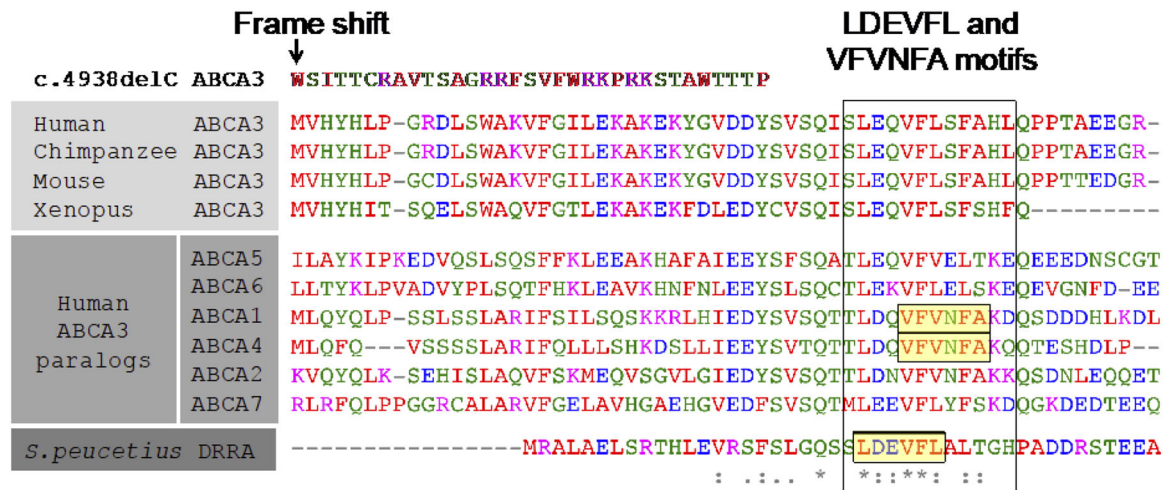 Frame shift
LDEVFL and
VFVNFA motifs
c.4938delC ABCA3 WSITTCRAVTSAGRRFSVFWRKPRKSTAWTTTP
Human ABCA3 MVHYHLP-GRDLSWAKVFGILEKAKEKYGVDDYSVSQISLEQVFLSFAHLQPPTAEEGR-
Chimpanzee ABCA3 MVHYHLP-GRDLSWAKVFGILEKAKEKYGVDDYSVSQISLEQVFLSFAHLQPPTAEEGR-
Mouse ABCA3 MVHYHLP-GCDLSWAKVFGILEKAKEKYGVDDYSVSQISLEQVFLSFAHLQPPTTEDGR-
Xenopus ABCA3 MVHYHIT-SQELSWAQVFGTLEKAKEKFDLEDYCVSQISLEQVFLSFSHFQ---------
Human
ABCA3
paralogs
ABCA5 ILAYKIPKEDVQSLSQSFFKLEEAKHAFAIEEYSFSQATLEQVFVELTKEQEEEDNSCGT
ABCA6 LLTYKLPVADVYPLSQTFHKLEAVKHNFNLEEYSLSQCTLEKVFLELSKEQEVGNFD-EE
ABCA1 MLQYQLP-SSLSSLARIFSILSQSKKRLHIEDYSVSQTTLDQVFVNFAKDQSDDDHLKDL
ABCA4 MLQFQ---VSSSSLARIFQLLLSHKDSLLIEEYSVTQTTLDQVFVNFAKQQTESHDLP--
ABCA2 KVQYQLK-SEHISLAQVFSKMEQVSGVLGIEDYSVSQTTLDNVFVNFAKKQSDNLEQQET
ABCA7 RLRFQLPPGGRCALARVFGELAVHGAEHGVEDFSVSQTMLEEVFLYFSKDQGKDEDTEEQ
S.peucetius DRRA ---------------MRALAELSRTHLEVRSFSLGQSSLDEVFLALTGHPADDRSTEEA
: .:.. * *::**: ::